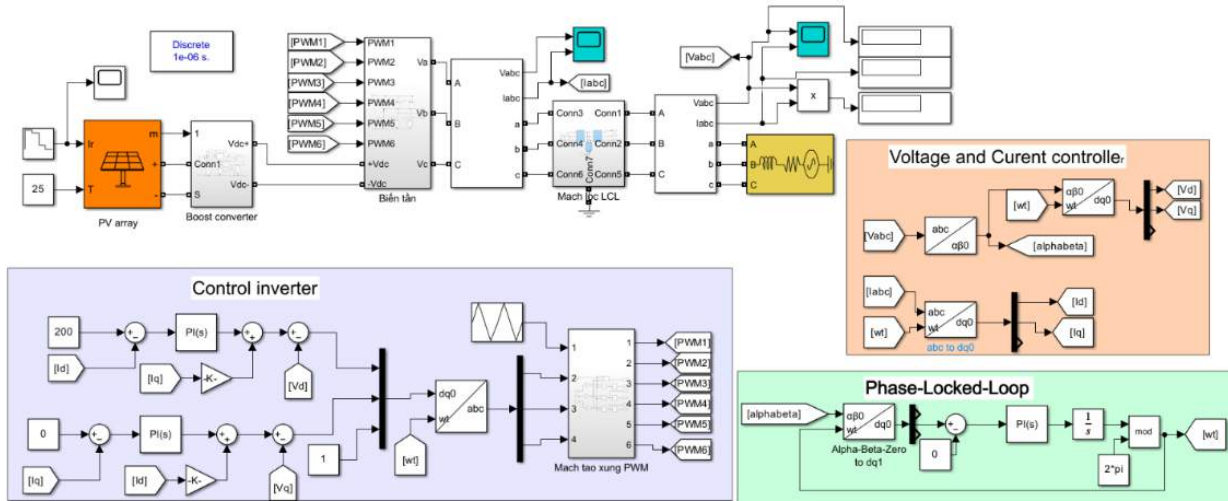 Discrete
1e-06 s.
[PWM1]
[PWM2]
[PWM3]
[PWM4]
[PWM5]
[PWM6]
PWM1
PWM2
PWM3
PWM4
PWM5
PWM6
+Vdc
-Vdc
Va
Vb
Vc
Biến tần
A
B
C
Vabc
Iabc
a
b
c
[Iabc]
Conn3
Conn4
Conn6
Conn1
Conn2
Conn5
Conn7
Mạch lọc LCL
A
B
C
Vabc
Iabc
a
b
c
[Vabc]
x
A
B
C
25
Ir
T
m
+
-
PV array
1
Conn1
S
Vdc+
Vdc-
Boost converter
Voltage and Curent controller
[Vabc]
abc
αβ0
[wt]
αβ0
wt
dq0
[Vd]
[Vq]
[alphabeta]
[Iabc]
[wt]
abc
wt
dq0
abc to dq0
[Id]
[Iq]
Control inverter
200
[Id]
PI(s)
[Iq]
-K-
[Vd]
0
[Iq]
PI(s)
[Id]
-K-
[Vq]
1
dq0
wt
abc
[wt]
1
2
3
4
1
2
3
4
5
6
Mach tao xung PWM
[PWM1]
[PWM2]
[PWM3]
[PWM4]
[PWM5]
[PWM6]
Phase-Locked-Loop
[alphabeta]
αβ0
wt
dq0
Alpha-Beta-Zero
to dq1
0
PI(s)
1
s
mod
2*pi
[wt]